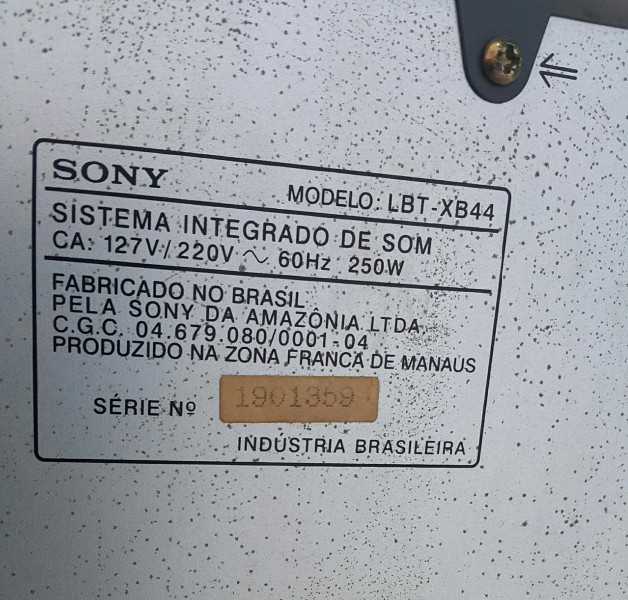 SONY
MODELO: LBT-XB44
SISTEMA INTEGRADO DE SOM
CA: 127V/220V ~ 60Hz 250W
FABRICADO NO BRASIL
PELA SONY DA AMAZÔNIA LTDA
C.G.C. 04.679.080/0001-04
PRODUZIDO NA ZONA FRANCA DE MANAUS
SÉRIE Nº 1901359
INDÚSTRIA BRASILEIRA